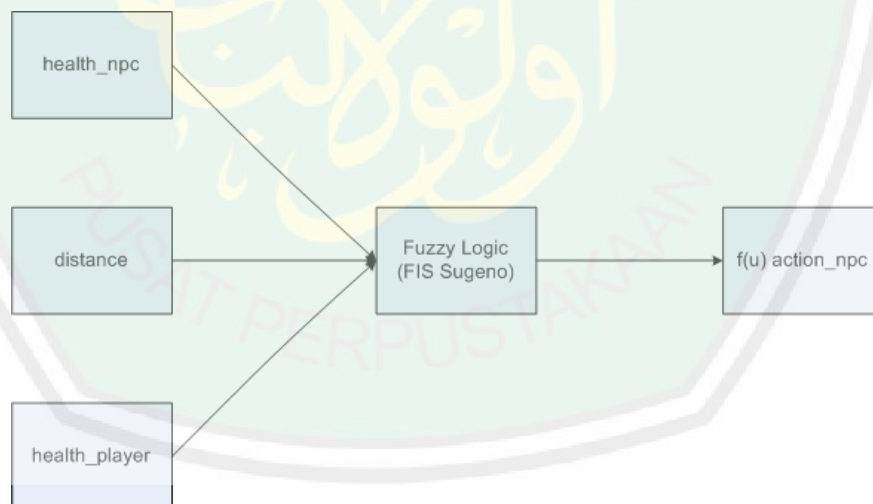 health_npc
distance
Fuzzy Logic
(FIS Sugeno)
f(u) action_npc
health_player
PUSAT PERPUSTAKAAN